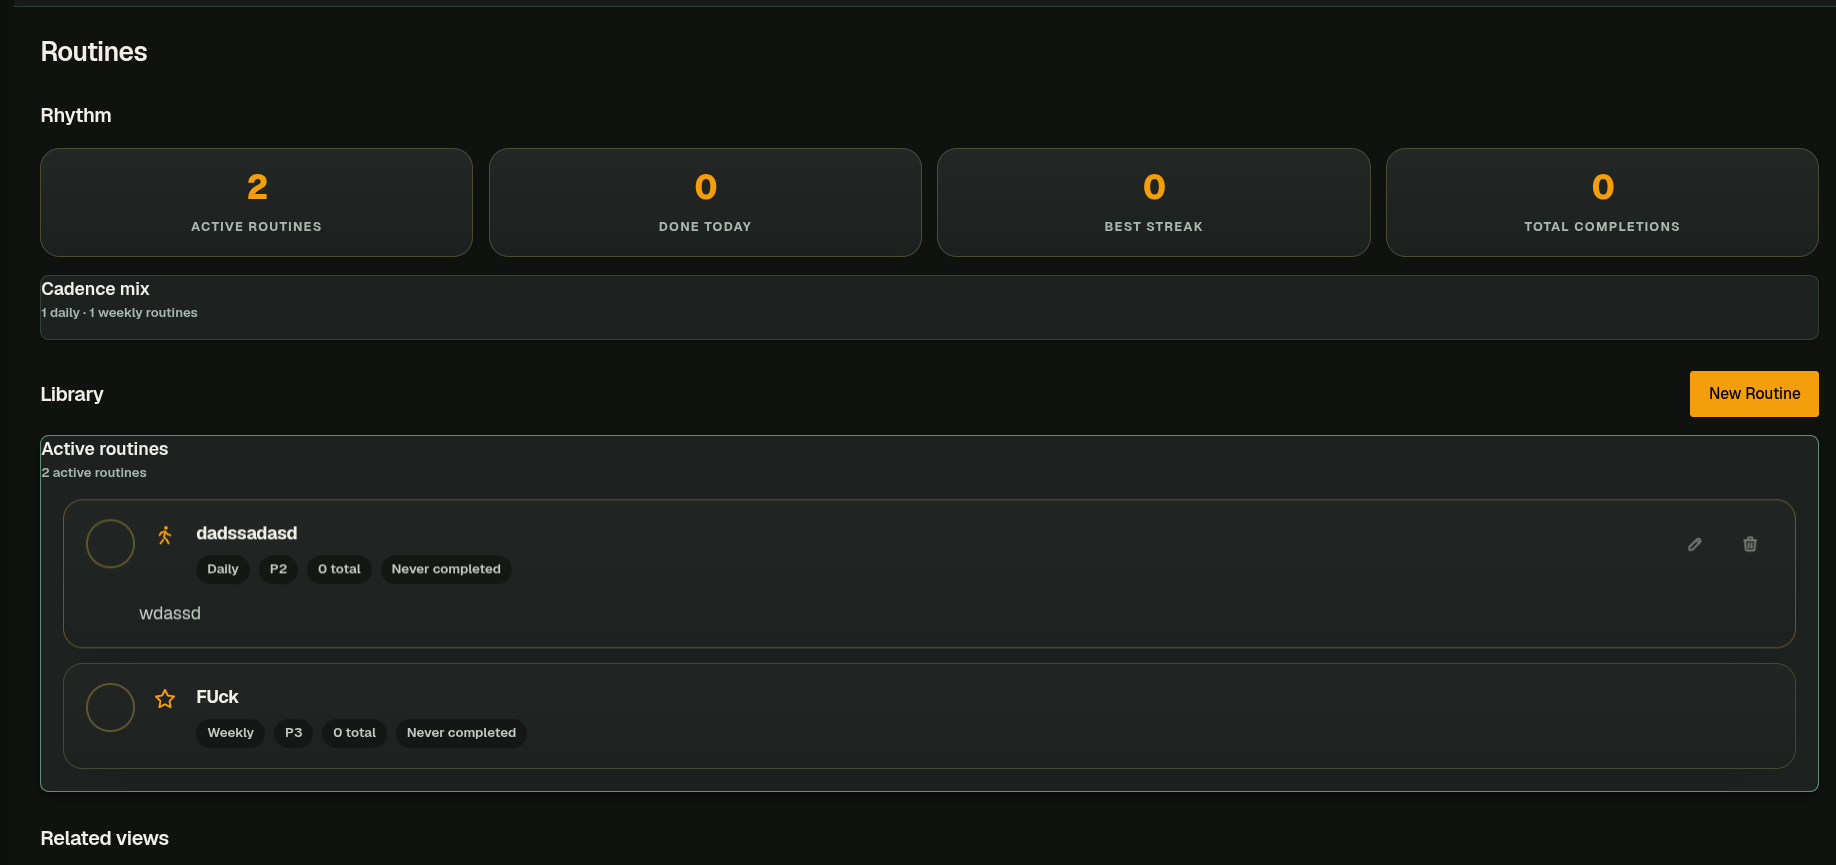 Routines
Rhythm
2
ACTIVE ROUTINES
0
DONE TODAY
0
BEST STREAK
0
TOTAL COMPLETIONS
Cadence mix
1 daily · 1 weekly routines
Library
New Routine
Active routines
2 active routines
dadssadasd
Daily P2 0 total Never completed
wdassd
FUck
Weekly P3 0 total Never completed
Related views